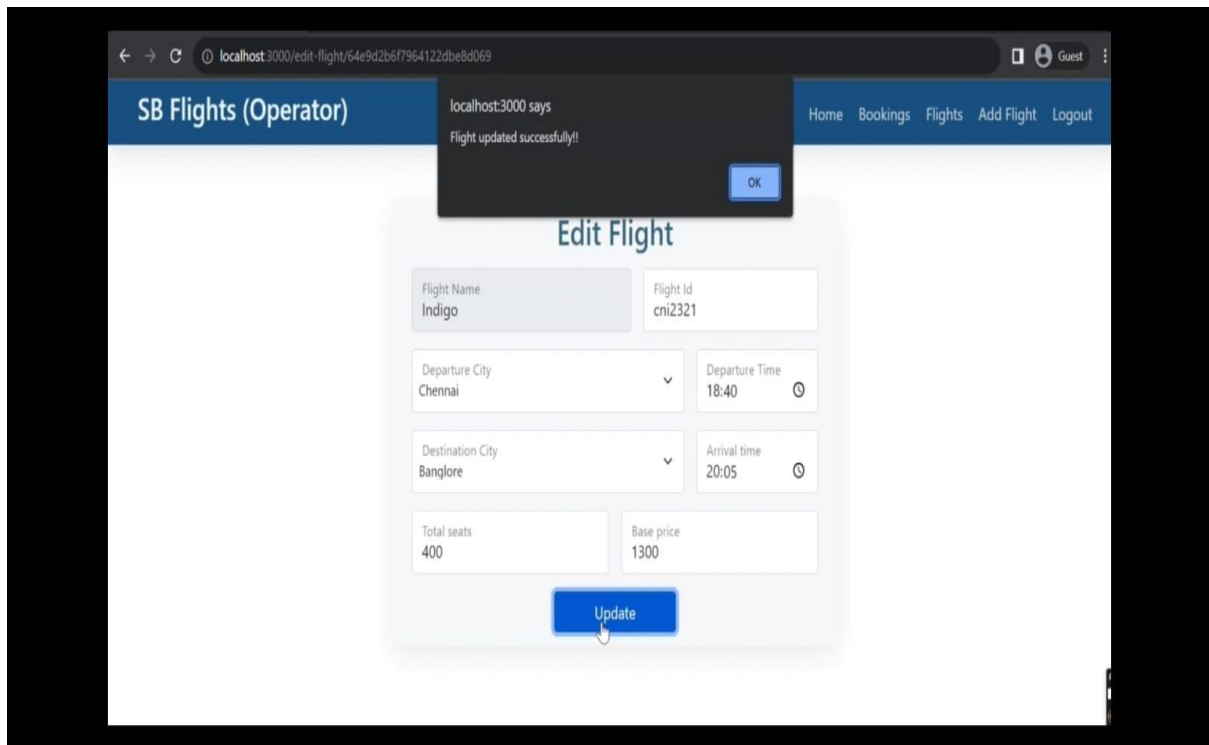 localhost:3000/edit-flight/64e9d2b6f7964122dbe8d069
Guest
SB Flights (Operator)
Home Bookings Flights Add Flight Logout
localhost:3000 says
Flight updated successfully!!
OK
Edit Flight
Flight Name
Indigo
Flight Id
cni2321
Departure City
Chennai
Departure Time
18:40
Destination City
Banglore
Arrival time
20:05
Total seats
400
Base price
1300
Update